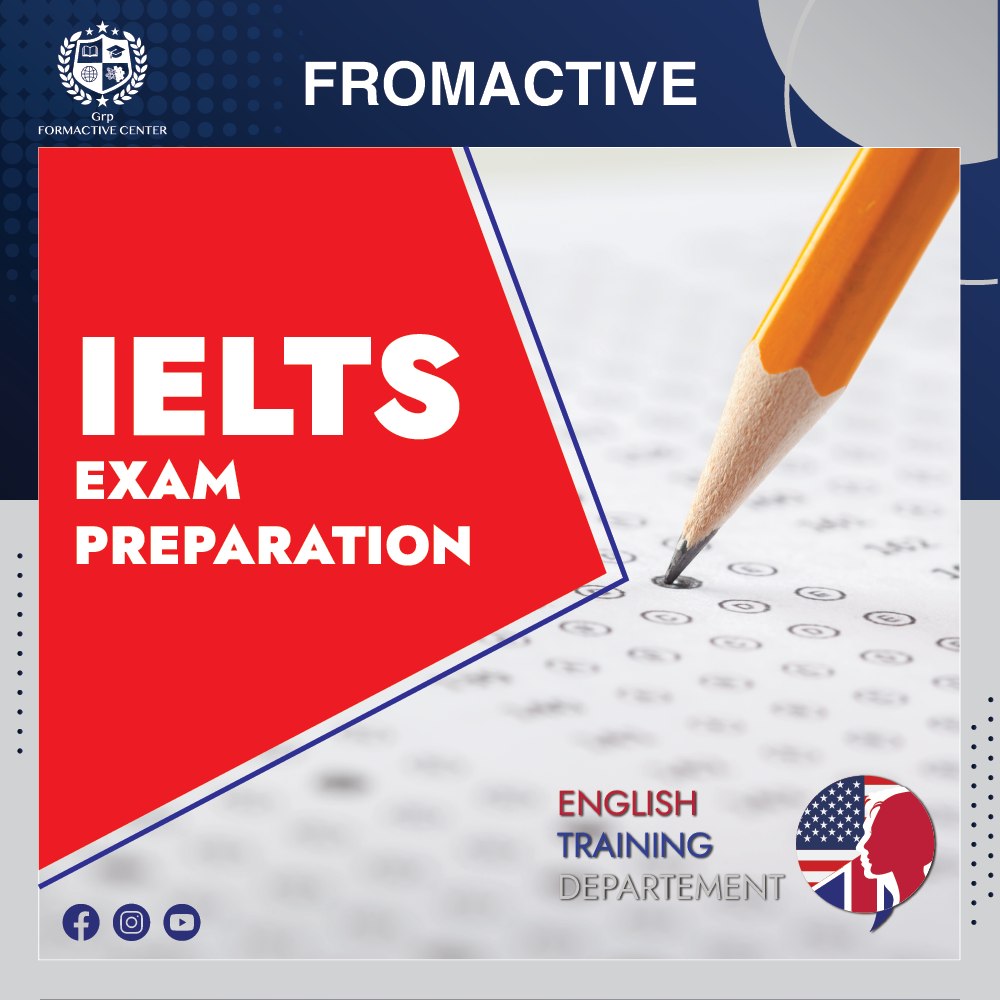 FROMACTIVE
Grp
FORMACTIVE CENTER
IELTS
EXAM
PREPARATION
ENGLISH
TRAINING
DEPARTEMENT